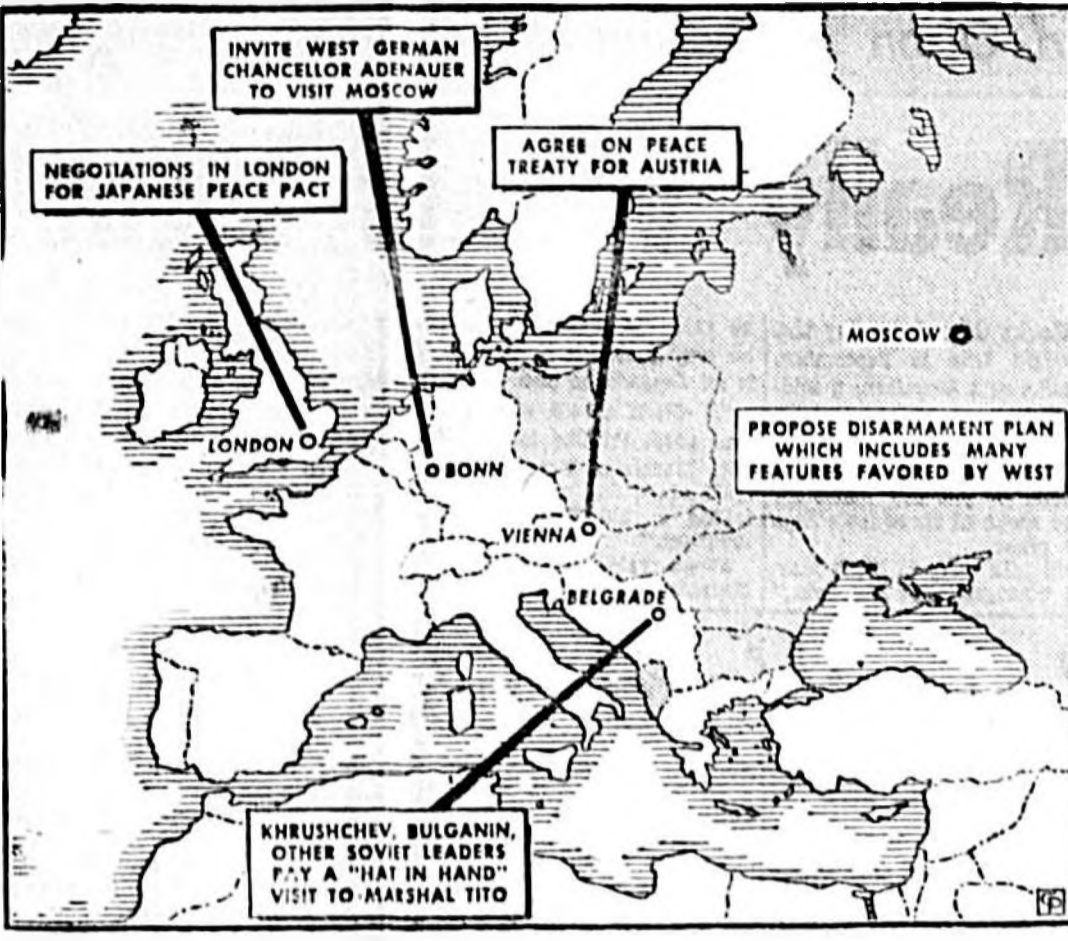 INVITE WEST GERMAN
CHANCELLOR ADENAUER
TO VISIT MOSCOW
NEGOTIATIONS IN LONDON
FOR JAPANESE PEACE PACT
AGREE ON PEACE
TREATY FOR AUSTRIA
MOSCOW
LONDON
BONN
PROPOSE DISARMAMENT PLAN
WHICH INCLUDES MANY
FEATURES FAVORED BY WEST
VIENNA
BELGRADE
KHRUSHCHEV, BULGANIN,
OTHER SOVIET LEADERS
PAY A "HAT IN HAND"
VISIT TO MARSHAL TITO